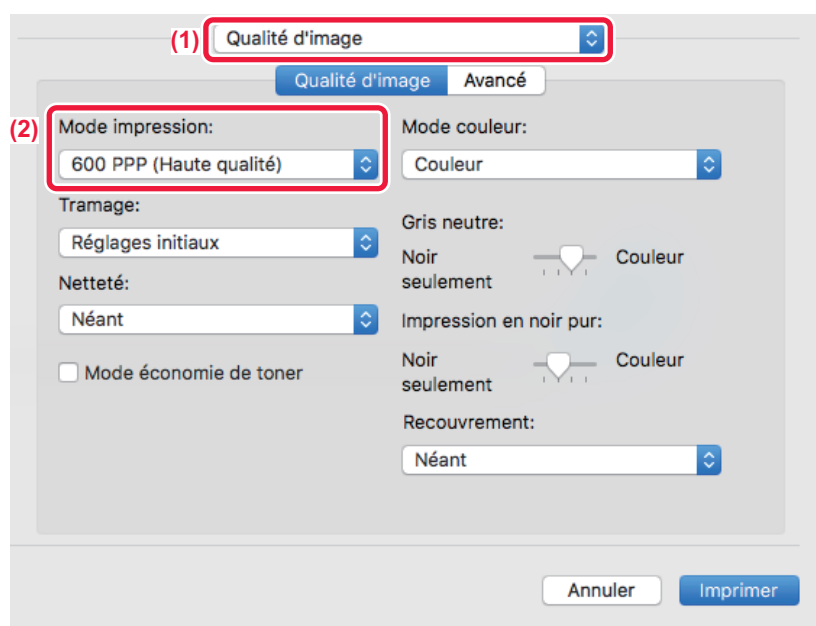 (1) Qualité d'image
Qualité d'image Avancé
(2) Mode impression:
600 PPP (Haute qualité)
Tramage:
Réglages initiaux
Netteté:
Néant
Mode économie de toner
Mode couleur:
Couleur
Gris neutre:
Noir
seulement
Couleur
Impression en noir pur:
Noir
seulement
Couleur
Recouvrement:
Néant
Annuler Imprimer